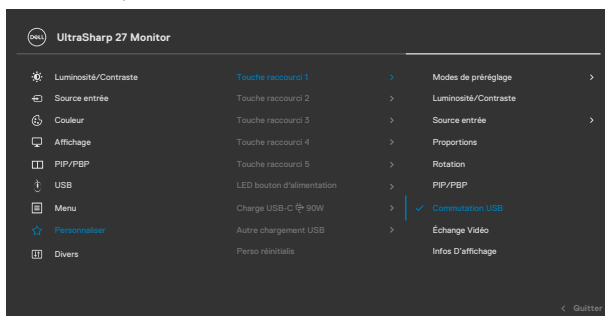 DELL
UltraSharp 27 Monitor
Luminosité/Contraste
Source entrée
Couleur
Affichage
PIP/PBP
USB
Menu
Personnaliser
Divers
Touche raccourci 1
Touche raccourci 2
Touche raccourci 3
Touche raccourci 4
Touche raccourci 5
LED bouton d'alimentation
Charge USB-C 90W
Autre chargement USB
Perso réinitialis
Modes de préréglage
Luminosité/Contraste
Source entrée
Proportions
Rotation
PIP/PBP
Commutation USB
Échange Vidéo
Infos D'affichage
Quitter